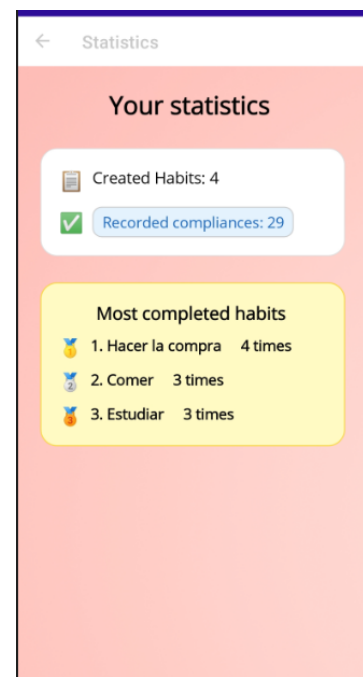 Statistics
Your statistics
Created Habits: 4
Recorded compliances: 29
Most completed habits
1. Hacer la compra 4 times
2. Comer 3 times
3. Estudiar 3 times